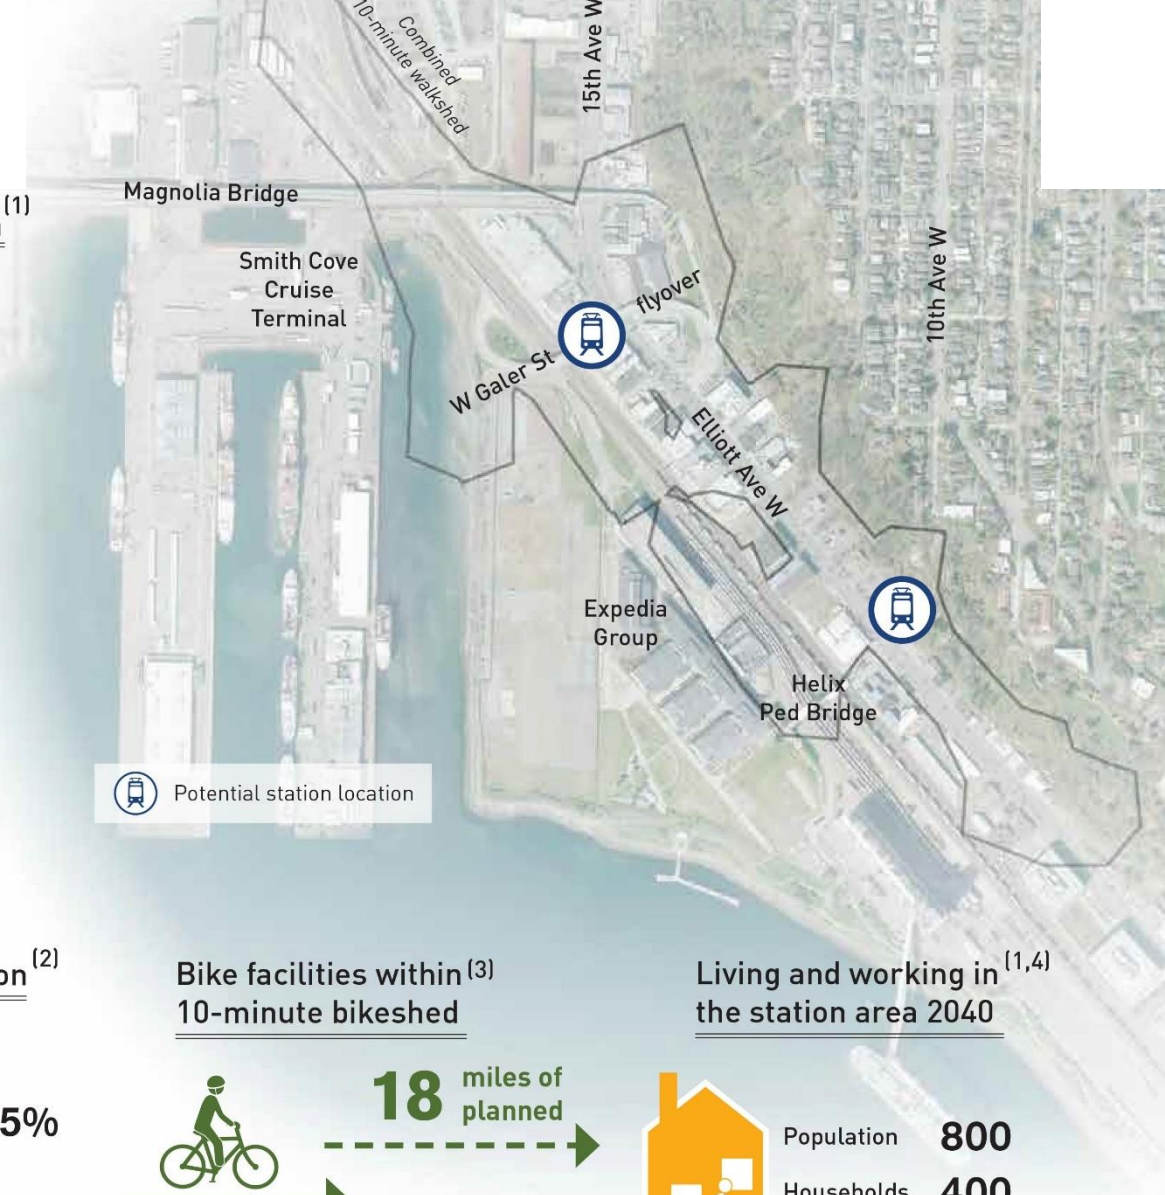 Combined
10-minute walkshed
15th Ave W
(1)
Magnolia Bridge
Smith Cove
Cruise
Terminal
flyover
10th Ave W
W Galer St
Elliott Ave W
Expedia
Group
Helix
Ped Bridge
Potential station location
on (2)
Bike facilities within (3)
10-minute bikeshed
Living and working in (1,4)
the station area 2040
18 miles of
planned
5%
Population 800
Households 400